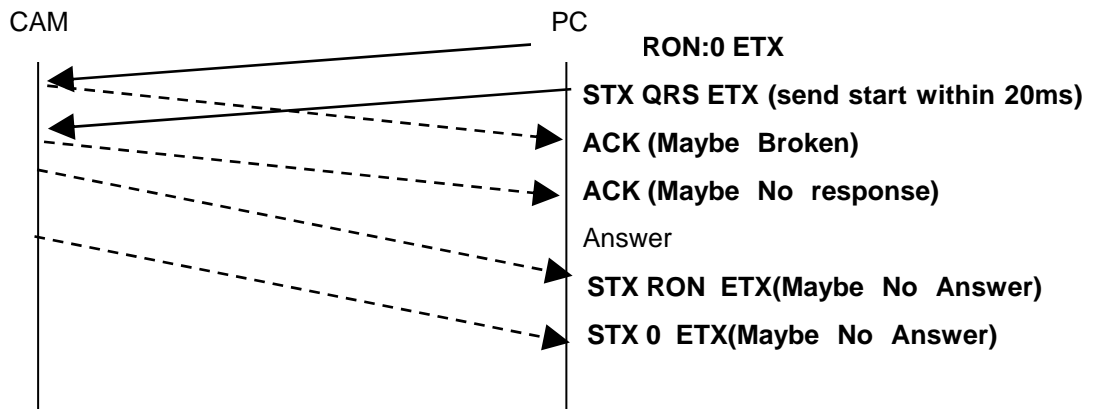 CAM
PC
RON:0 ETX
STX QRS ETX (send start within 20ms)
ACK (Maybe Broken)
ACK (Maybe No response)
Answer
STX RON ETX(Maybe No Answer)
STX 0 ETX(Maybe No Answer)